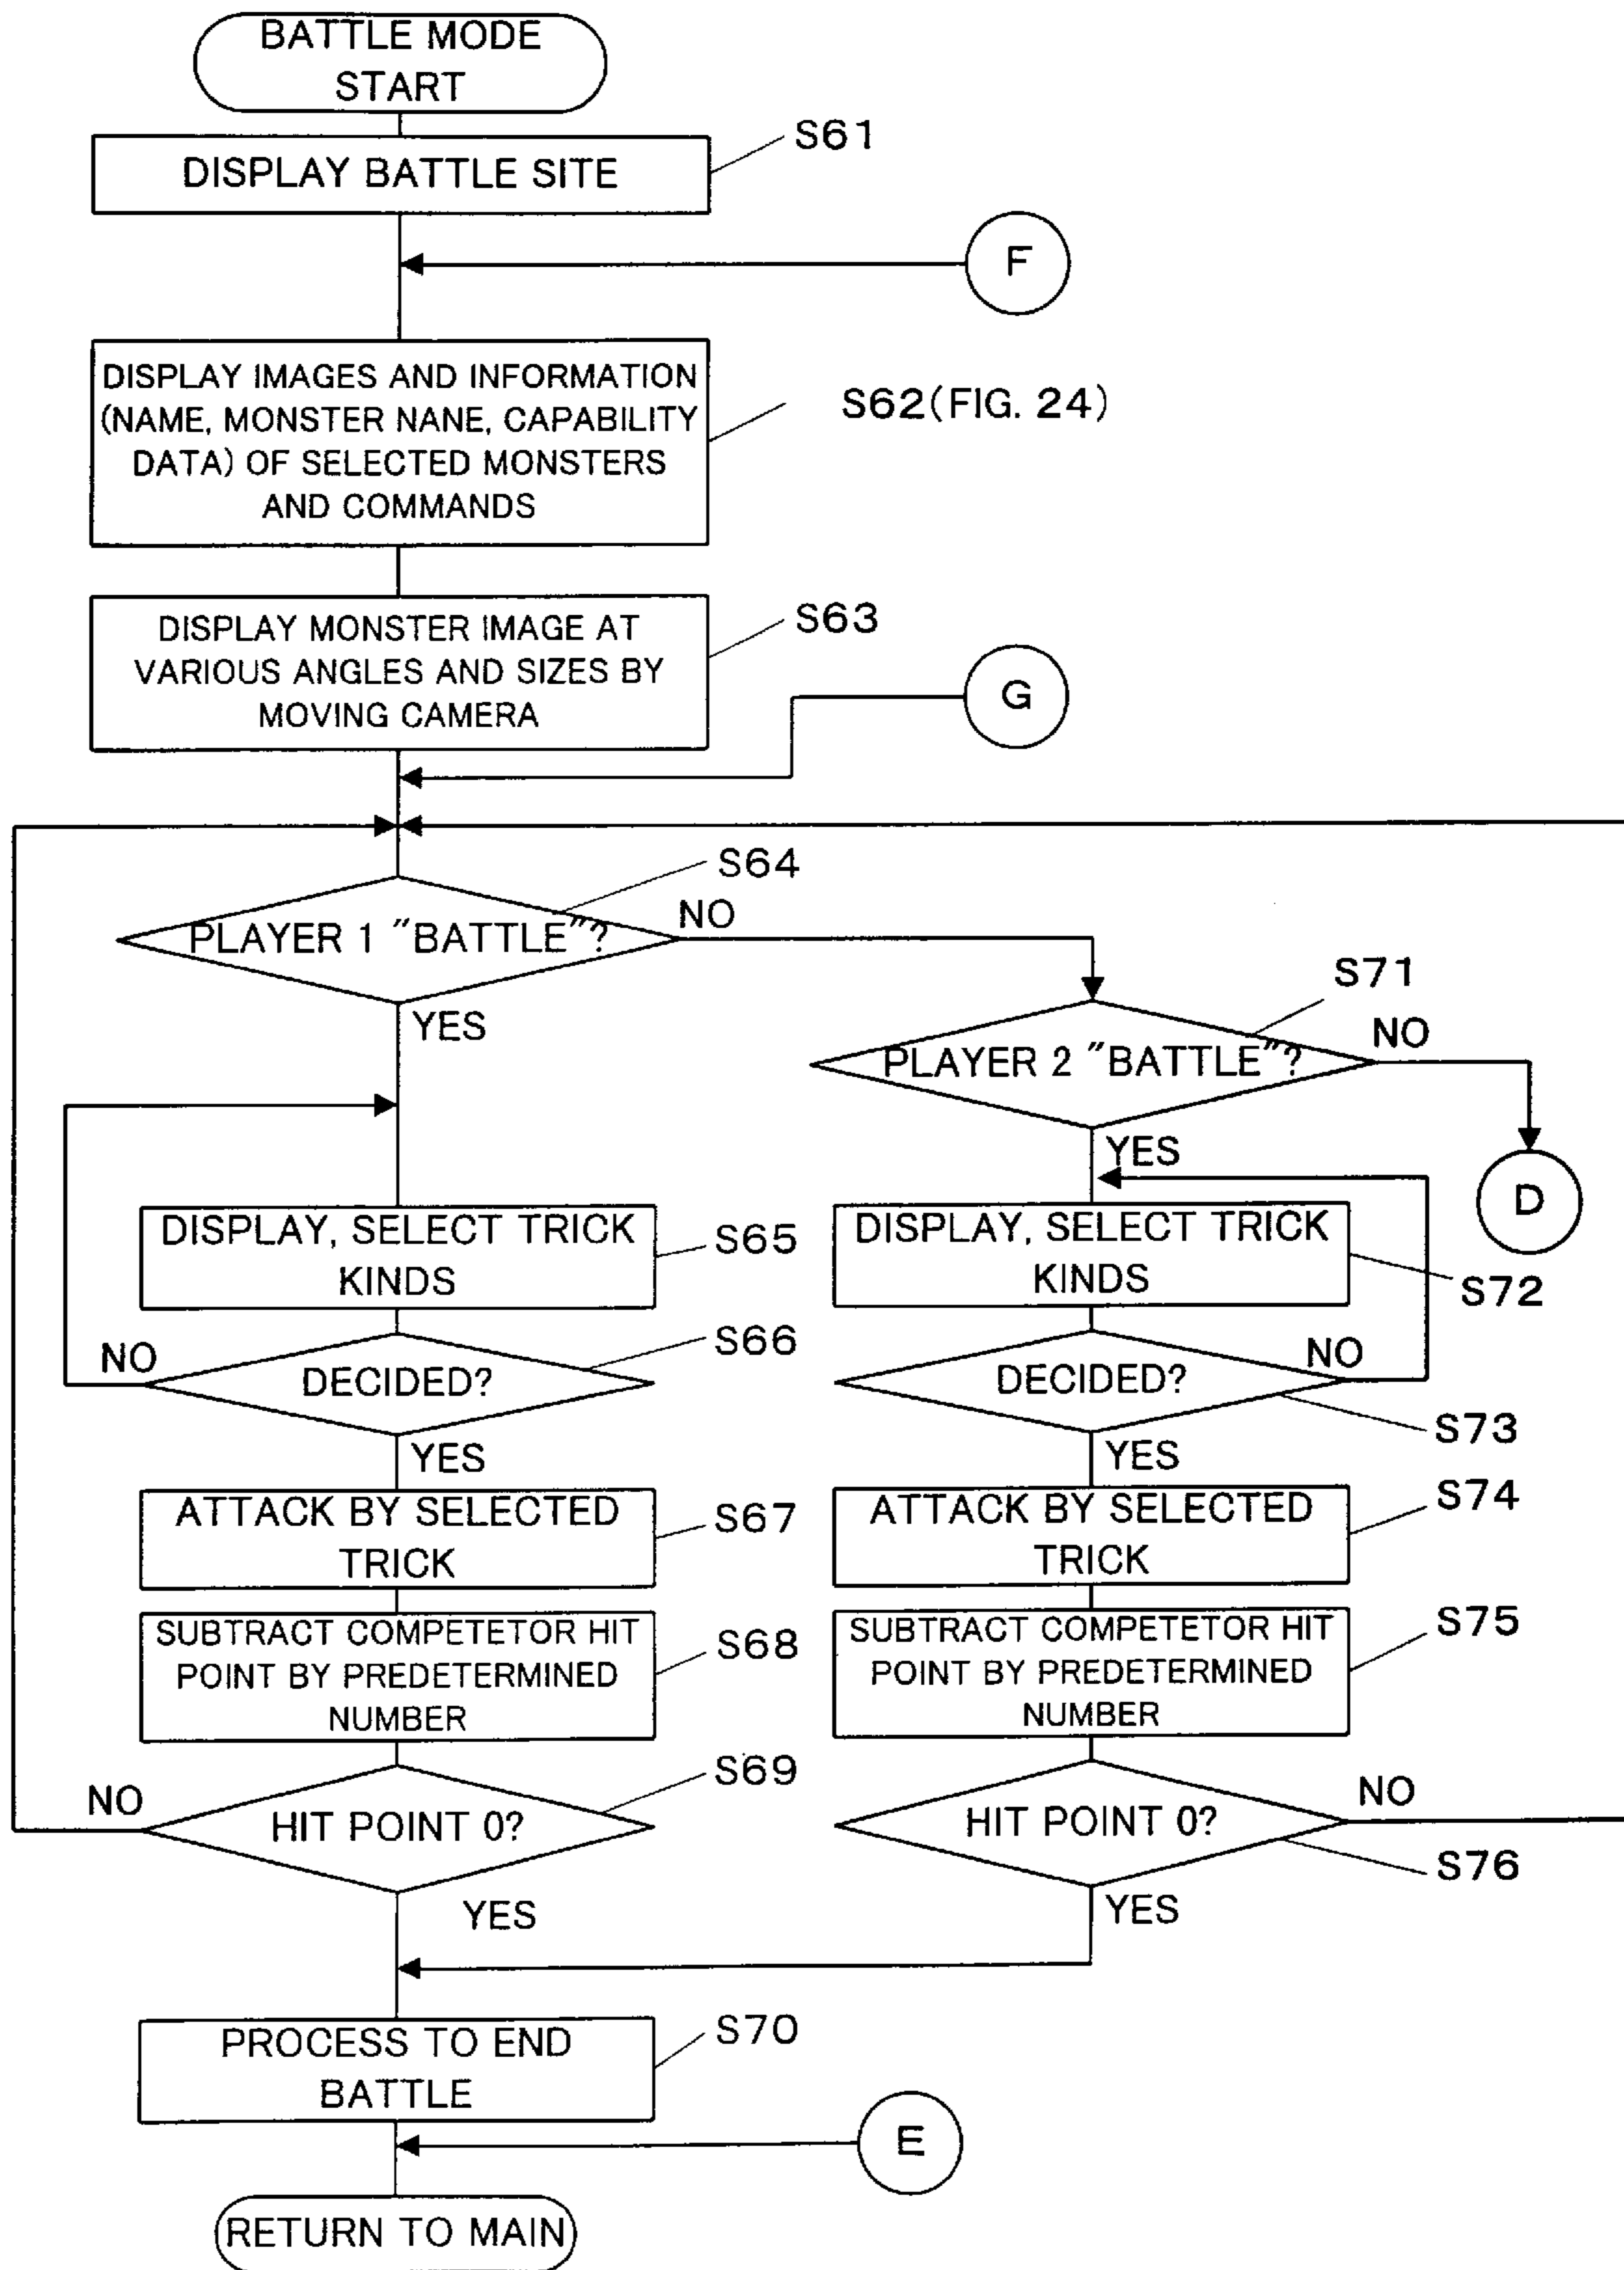 BATTLE MODE
START
S61
DISPLAY BATTLE SITE
F
DISPLAY IMAGES AND INFORMATION
(NAME, MONSTER NANE, CAPABILITY
DATA) OF SELECTED MONSTERS
AND COMMANDS
S62(FIG. 24)
S63
DISPLAY MONSTER IMAGE AT
VARIOUS ANGLES AND SIZES BY
MOVING CAMERA
G
S64
PLAYER 1 "BATTLE"?
NO
YES
S71
PLAYER 2 "BATTLE"?
NO
YES
D
DISPLAY, SELECT TRICK
KINDS
S65
DISPLAY, SELECT TRICK
KINDS
S72
NO
DECIDED?
S66
YES
DECIDED?
NO
S73
YES
ATTACK BY SELECTED
TRICK
S67
ATTACK BY SELECTED
TRICK
S74
SUBTRACT COMPETETOR HIT
POINT BY PREDETERMINED
NUMBER
S68
SUBTRACT COMPETETOR HIT
POINT BY PREDETERMINED
NUMBER
S75
NO
HIT POINT 0?
S69
YES
HIT POINT 0?
NO
S76
YES
PROCESS TO END
BATTLE
S70
E
RETURN TO MAIN